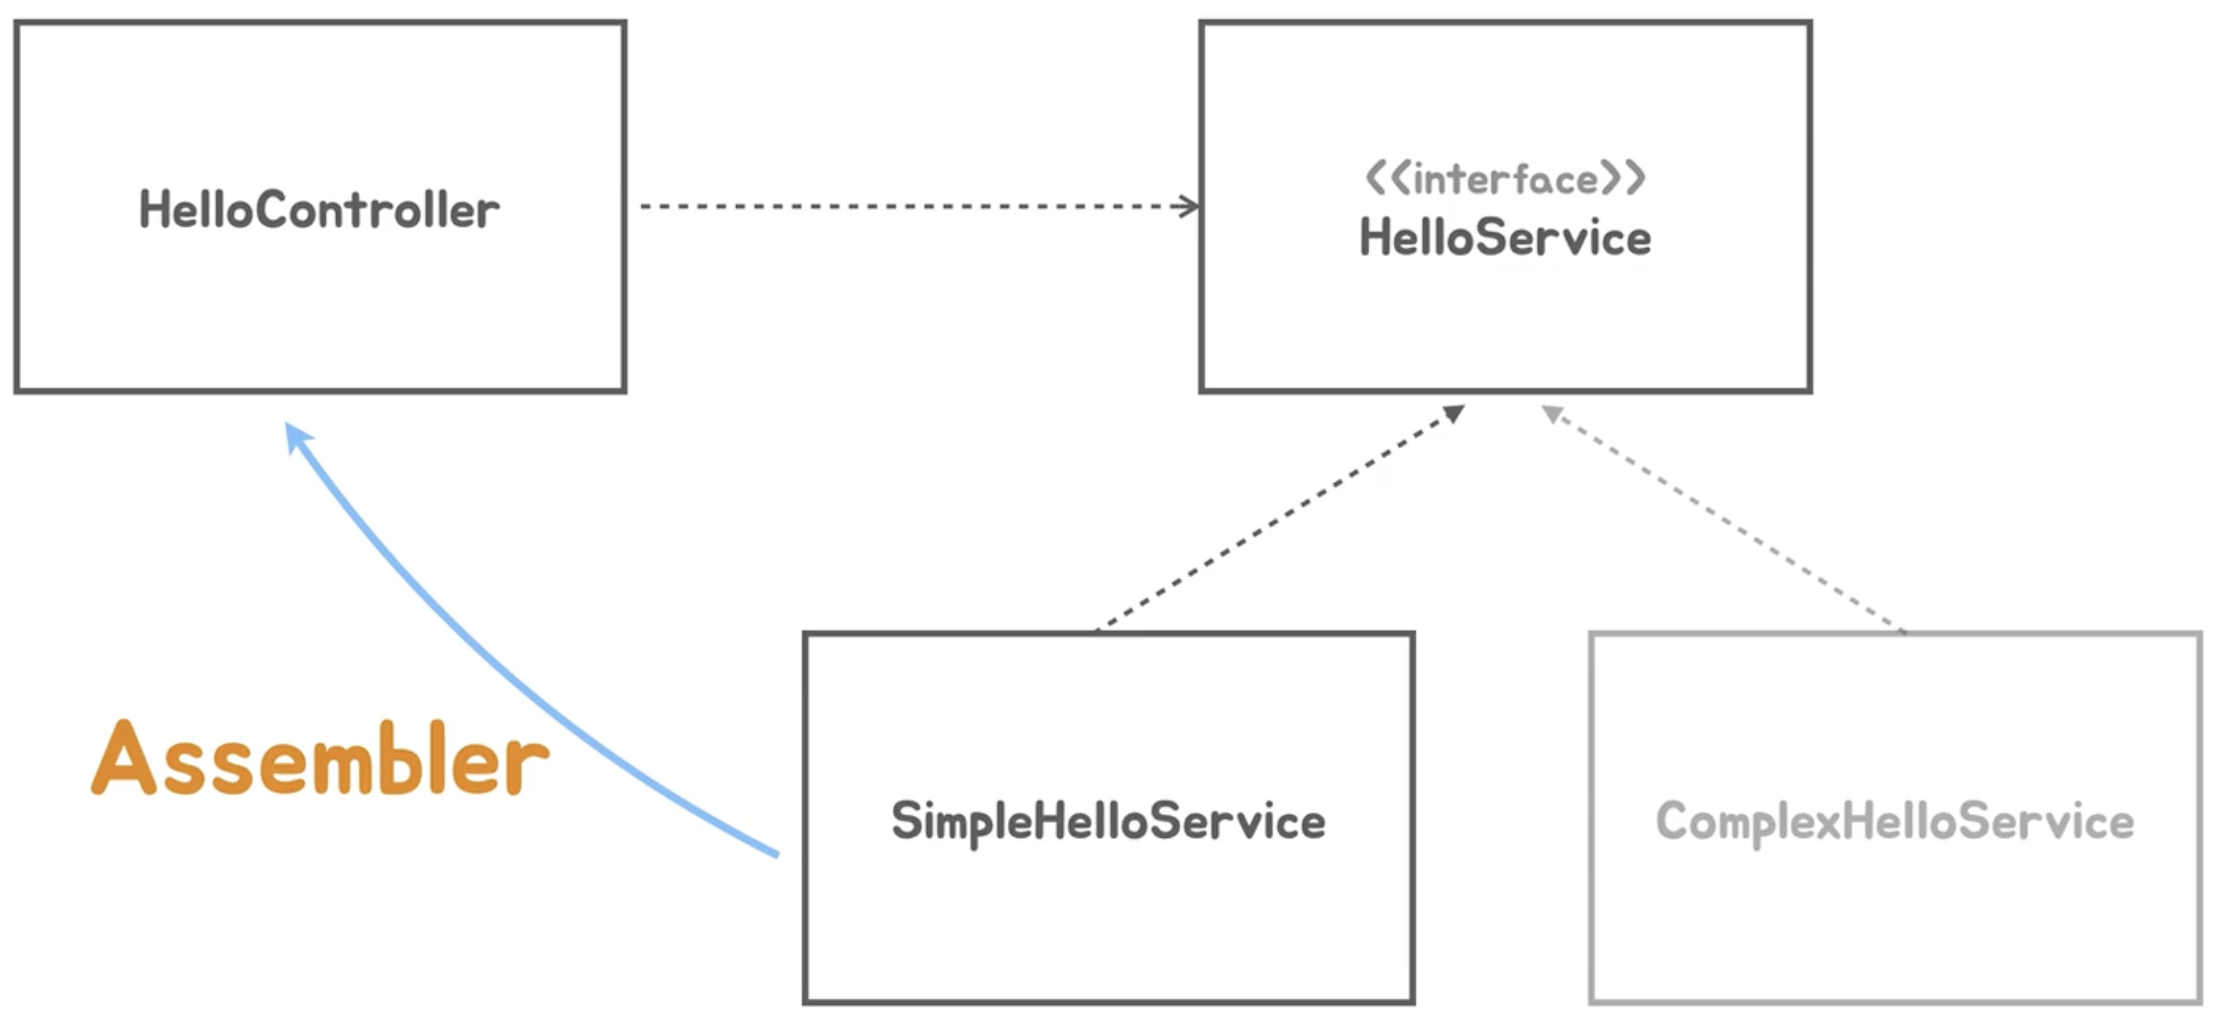 HelloController
<<interface>>
HelloService
Assembler
SimpleHelloService
ComplexHelloService